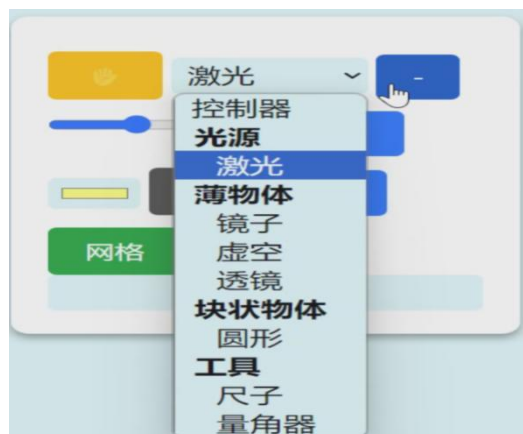 激光
-
控制器
光源
激光
薄物体
镜子
虚空
透镜
网格
块状物体
圆形
工具
尺子
量角器